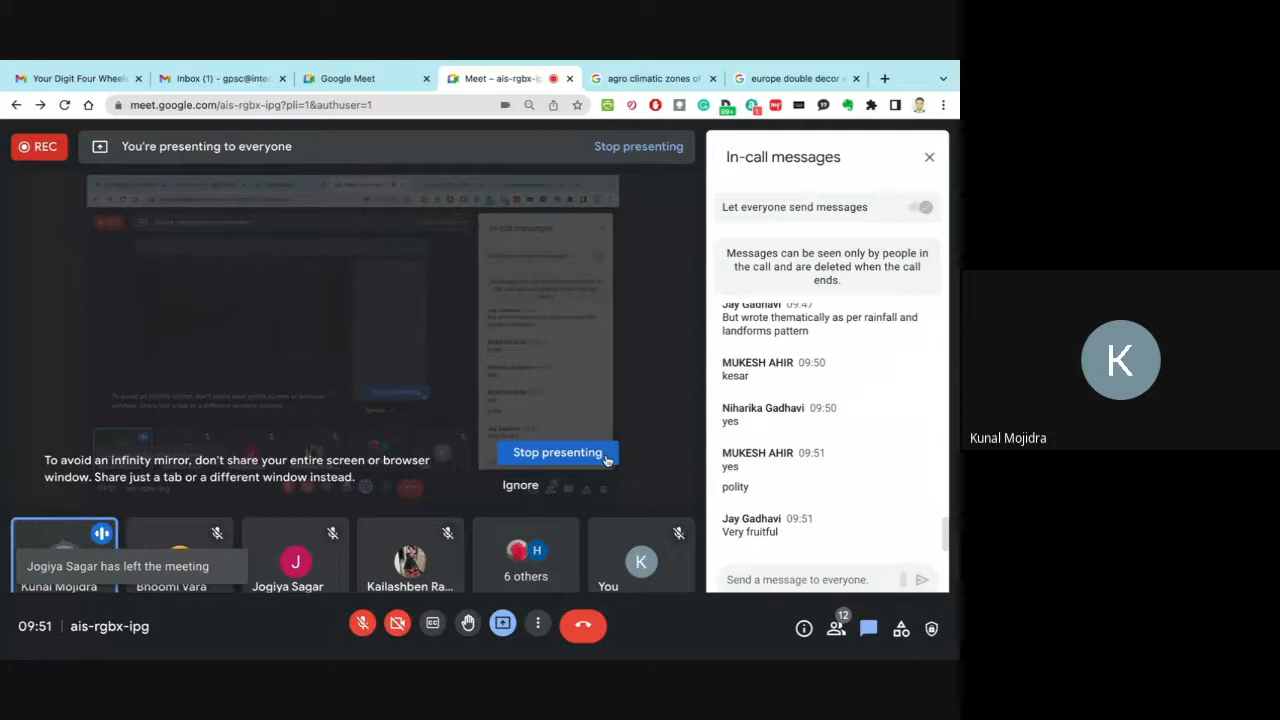 Your Digit Four Wheele
Inbox (1) - gpsc@inter
Google Meet
Meet – ais-rgbx-ip
agro climatic zones of
europe double decor
meet.google.com/ais-rgbx-ipg?pli=1&authuser=1
REC
You're presenting to everyone
Stop presenting
In-call messages
Let everyone send messages
Messages can be seen only by people in
the call and are deleted when the call
ends.
Jay Gadhavi 09:47
But wrote thematically as per rainfall and
landforms pattern
MUKESH AHIR 09:50
kesar
Niharika Gadhavi 09:50
yes
MUKESH AHIR 09:51
yes
polity
Jay Gadhavi 09:51
Very fruitful
Send a message to everyone.
To avoid an infinity mirror, don't share your entire screen or browser
window. Share just a tab or a different window instead.
Stop presenting
Ignore
Jogiya Sagar has left the meeting
Kunal Mojidra
Bhoomi Vara
J
Jogiya Sagar
Kailashben Ra...
H
6 others
K
You
09:51 | ais-rgbx-ipg
12
K
Kunal Mojidra